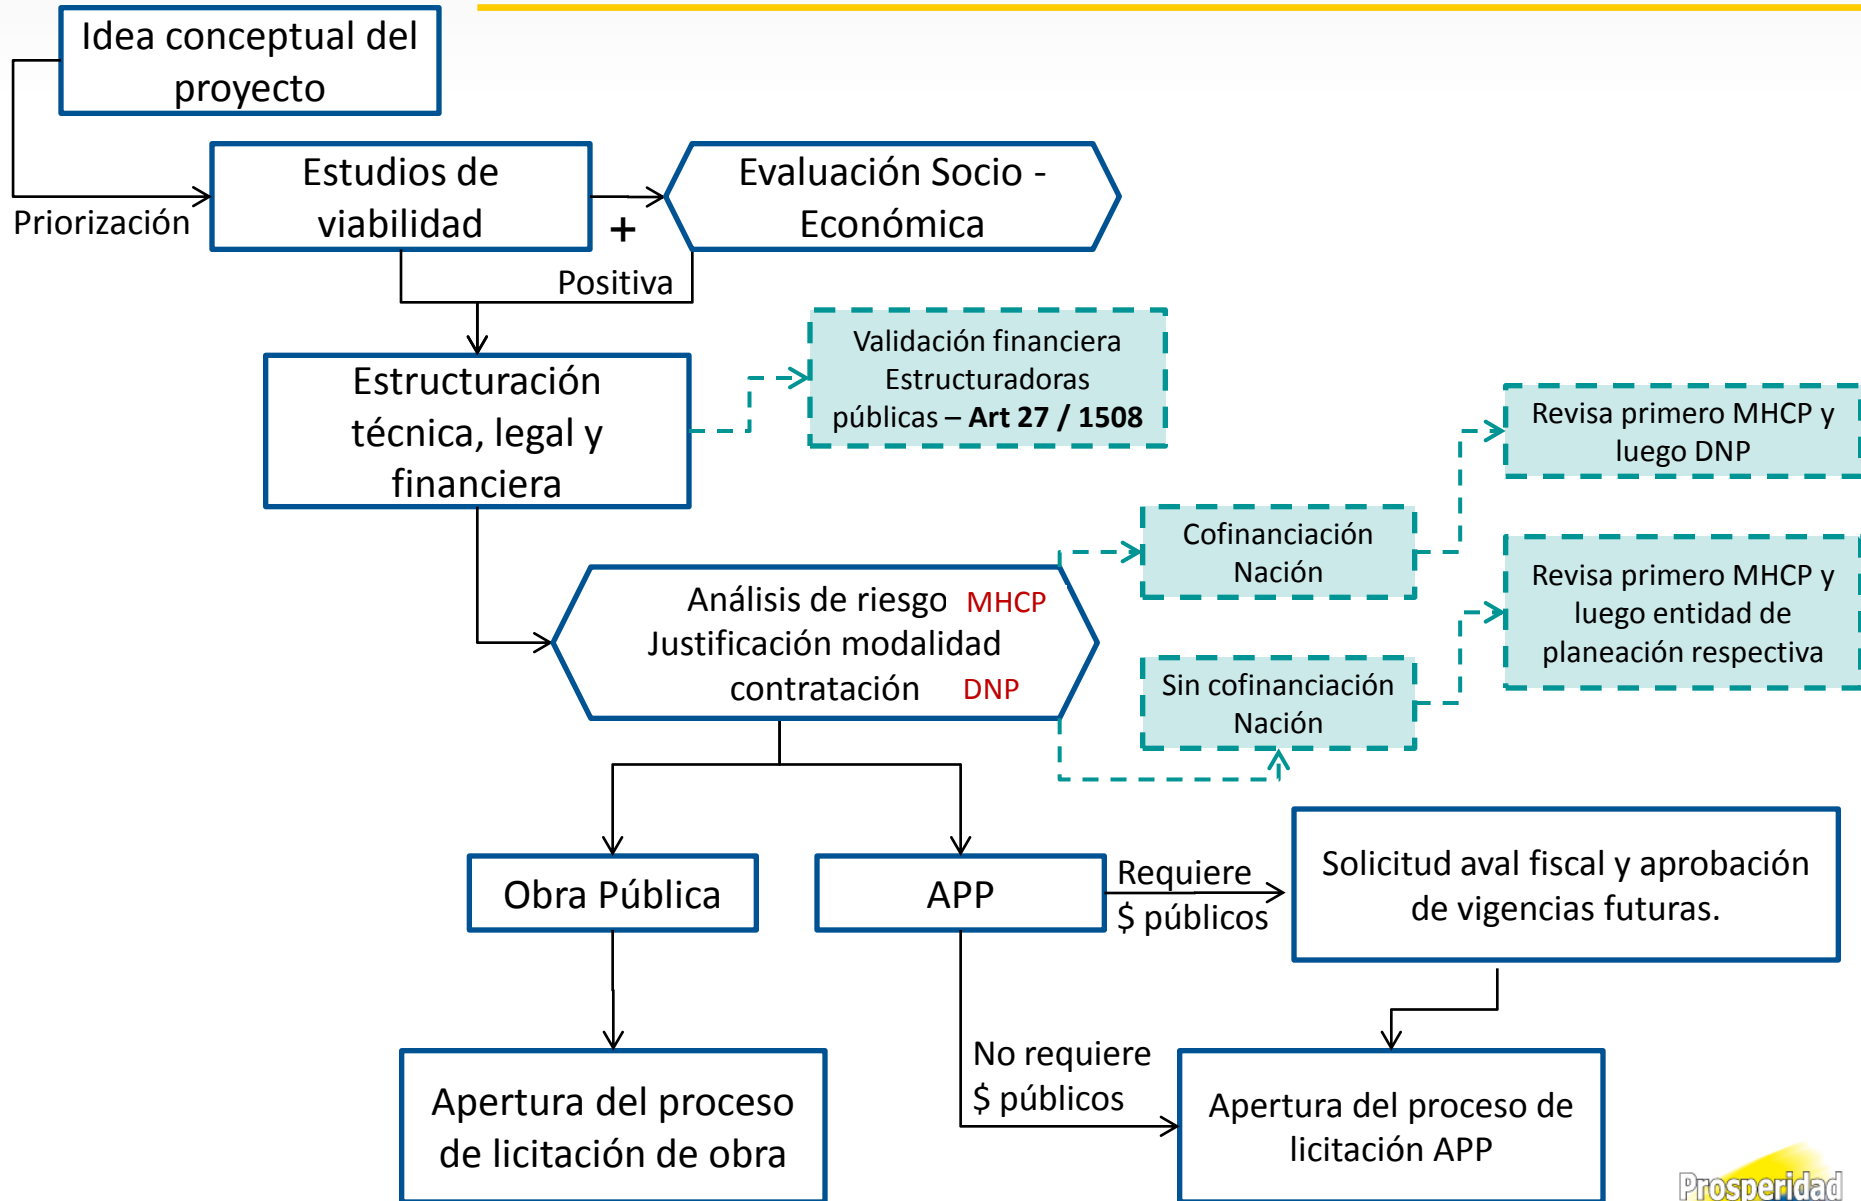 Idea conceptual del
proyecto
Priorización
Estudios de
viabilidad
+
Evaluación Socio -
Económica
Positiva
Estructuración
técnica, legal y
financiera
Validación financiera
Estructuradoras
públicas – Art 27 / 1508
Revisa primero MHCP y
luego DNP
Cofinanciación
Nación
Revisa primero MHCP y
luego entidad de
planeación respectiva
Análisis de riesgo MHCP
Justificación modalidad
contratación DNP
Sin cofinanciación
Nación
Obra Pública
APP
Requiere
$ públicos
Solicitud aval fiscal y aprobación
de vigencias futuras.
Apertura del proceso
de licitación de obra
No requiere
$ públicos
Apertura del proceso de
licitación APP
Prosperidad